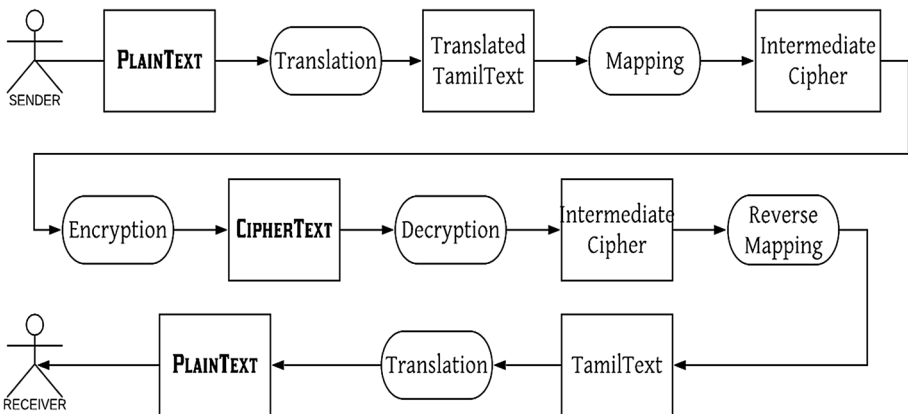 PlainText
Translation
Translated
TamilText
Mapping
Intermediate
Cipher
SENDER
Encryption
CipherText
Decryption
Intermediate
Cipher
Reverse
Mapping
PlainText
Translation
TamilText
RECEIVER